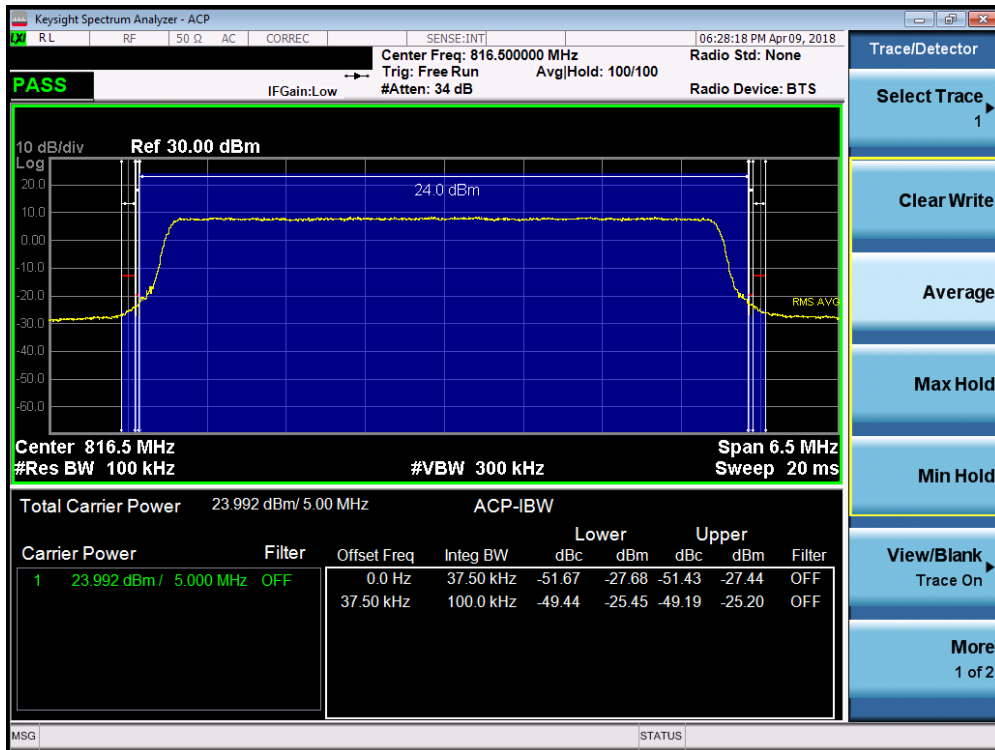 Keysight Spectrum Analyzer - ACP
LXI RL RF 50 Ω AC CORREC SENSE:INT 06:28:18 PM Apr 09, 2018
Center Freq: 816.500000 MHz Radio Std: None
Trig: Free Run Avg|Hold: 100/100
PASS IFGain:Low #Atten: 34 dB Radio Device: BTS
10 dB/div Ref 30.00 dBm
Log
20.0
24.0 dBm
10.0
0.00
-10.0
-20.0
RMS AVG
-30.0
-40.0
-50.0
-60.0
Center 816.5 MHz Span 6.5 MHz
#Res BW 100 kHz #VBW 300 kHz Sweep 20 ms
Total Carrier Power 23.992 dBm/ 5.00 MHz ACP-IBW
Lower Upper
Carrier Power Filter Offset Freq Integ BW dBc dBm dBc dBm Filter
1 23.992 dBm / 5.000 MHz OFF 0.0 Hz 37.50 kHz -51.67 -27.68 -51.43 -27.44 OFF
37.50 kHz 100.0 kHz -49.44 -25.45 -49.19 -25.20 OFF
MSG STATUS
Trace/Detector
Select Trace
1
Clear Write
Average
Max Hold
Min Hold
View/Blank
Trace On
More
1 of 2